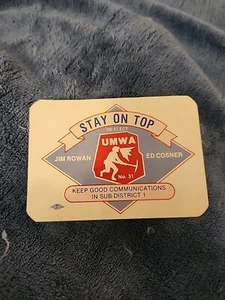 STAY ON TOP
RE-ELECT
UMWA
JIM ROWAN
ED COSNER
No. 31
KEEP GOOD COMMUNICATIONS
IN SUB-DISTRICT 1